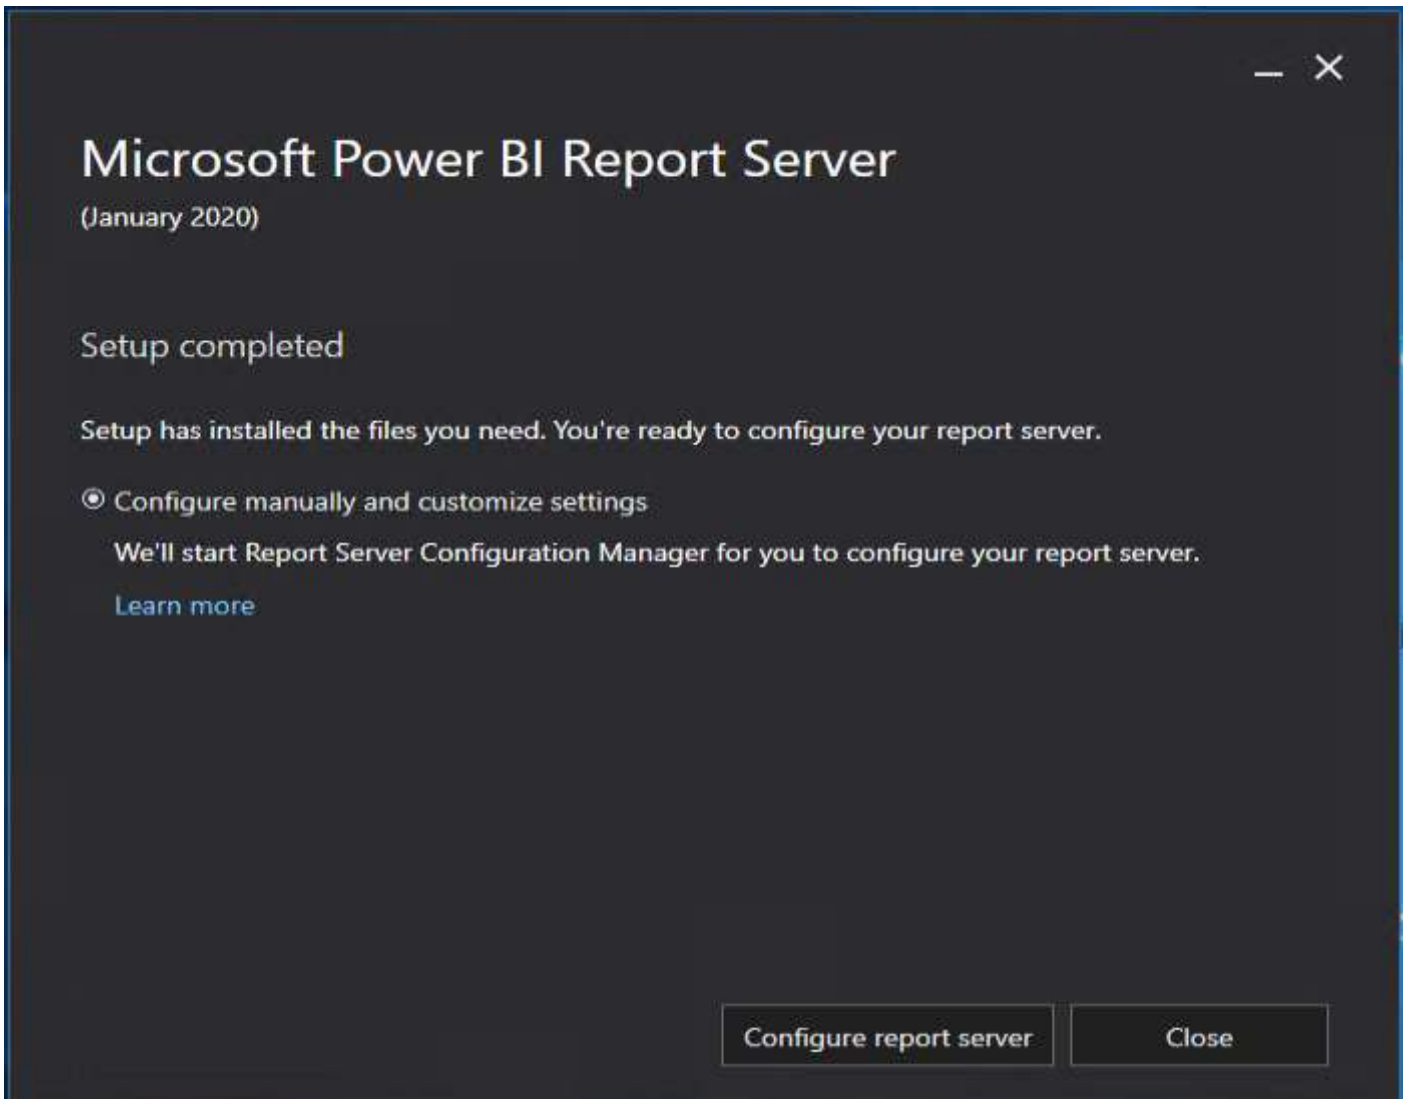 Microsoft Power BI Report Server
(January 2020)
Setup completed
Setup has installed the files you need. You're ready to configure your report server.
Configure manually and customize settings
We'll start Report Server Configuration Manager for you to configure your report server.
Learn more
Configure report server
Close